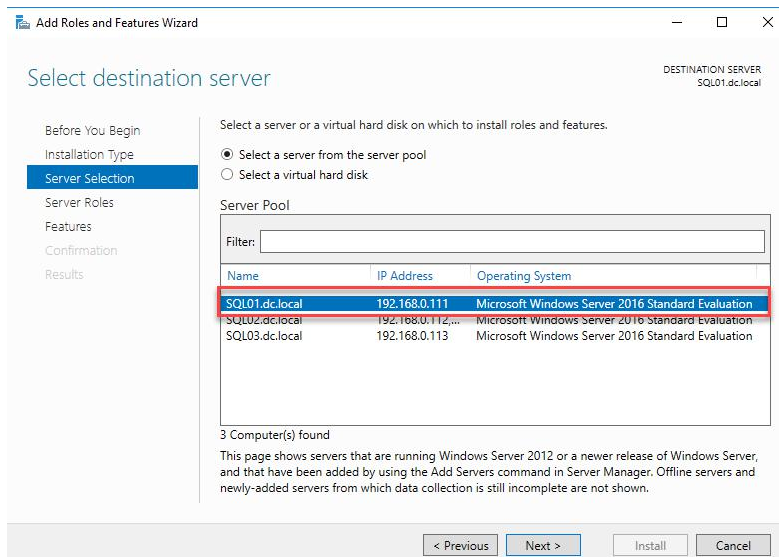 Add Roles and Features Wizard
Select destination server
DESTINATION SERVER
SQL01.dc.local
Before You Begin
Installation Type
Server Selection
Server Roles
Features
Confirmation
Results
Select a server or a virtual hard disk on which to install roles and features.
Select a server from the server pool
Select a virtual hard disk
Server Pool
Filter:
Name IP Address Operating System
SQL01.dc.local 192.168.0.111 Microsoft Windows Server 2016 Standard Evaluation
SQL02.dc.local 192.168.0.112,... Microsoft Windows Server 2016 Standard Evaluation
SQL03.dc.local 192.168.0.113 Microsoft Windows Server 2016 Standard Evaluation
3 Computer(s) found
This page shows servers that are running Windows Server 2012 or a newer release of Windows Server,
and that have been added by using the Add Servers command in Server Manager. Offline servers and
newly-added servers from which data collection is still incomplete are not shown.
< Previous Next > Install Cancel